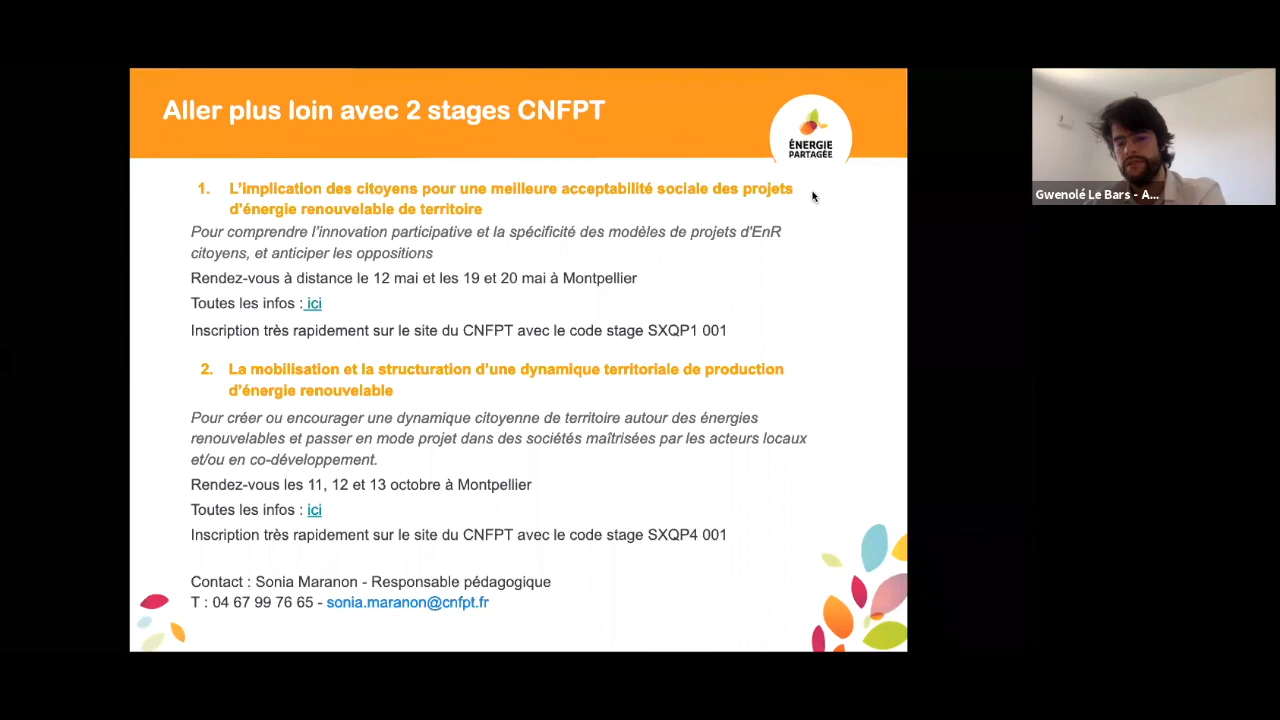 Aller plus loin avec 2 stages CNFPT
ÉNERGIE
PARTAGÉE
1. L'implication des citoyens pour une meilleure acceptabilité sociale des projets
d'énergie renouvelable de territoire
Pour comprendre l'innovation participative et la spécificité des modèles de projets d'EnR
citoyens, et anticiper les oppositions
Rendez-vous à distance le 12 mai et les 19 et 20 mai à Montpellier
Toutes les infos : ici
Inscription très rapidement sur le site du CNFPT avec le code stage SXQP1 001
2. La mobilisation et la structuration d'une dynamique territoriale de production
d'énergie renouvelable
Pour créer ou encourager une dynamique citoyenne de territoire autour des énergies
renouvelables et passer en mode projet dans des sociétés maîtrisées par les acteurs locaux
et/ou en co-développement.
Rendez-vous les 11, 12 et 13 octobre à Montpellier
Toutes les infos : ici
Inscription très rapidement sur le site du CNFPT avec le code stage SXQP4 001
Contact : Sonia Maranon - Responsable pédagogique
T : 04 67 99 76 65 - sonia.maranon@cnfpt.fr
Gwenolé Le Bars - A...